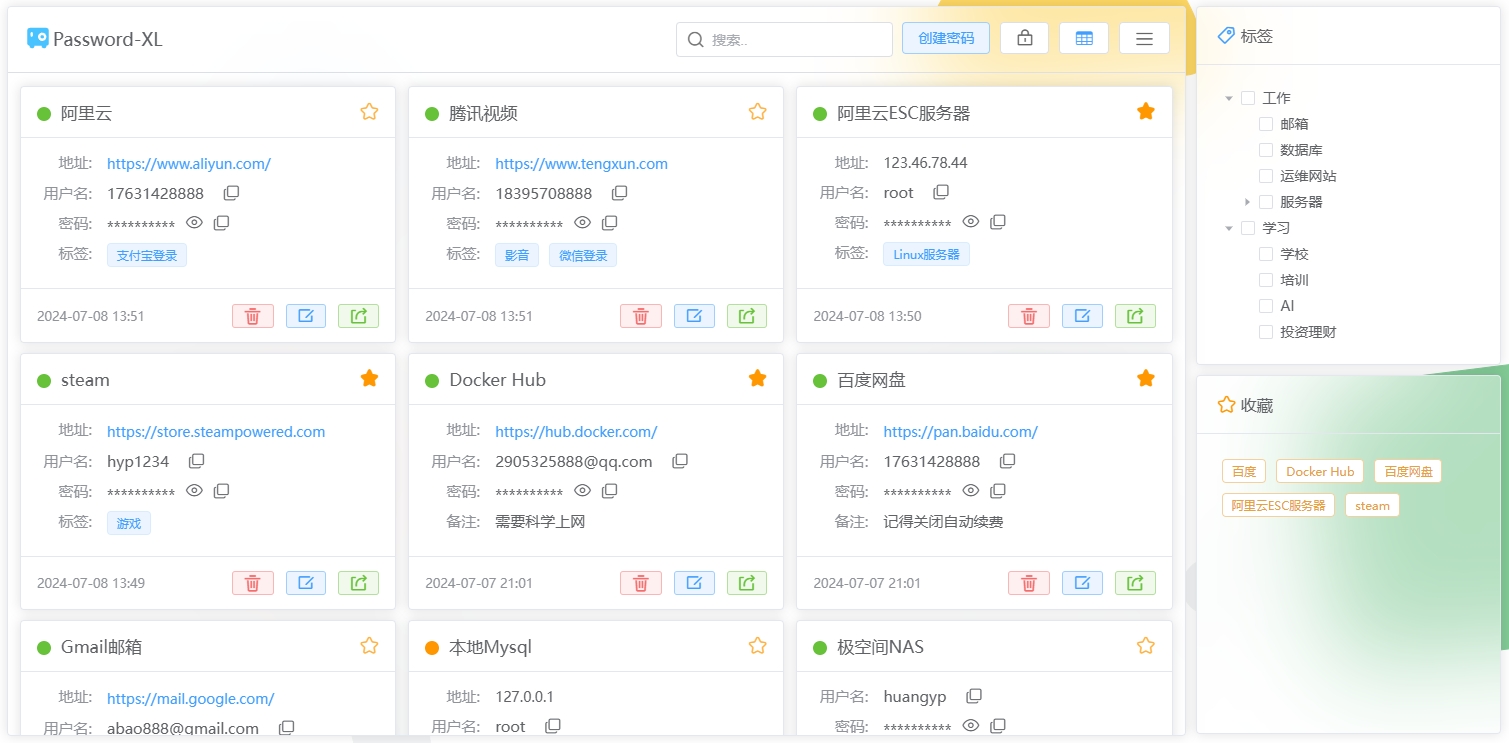 Password-XL
搜索..
创建密码
阿里云
地址: https://www.aliyun.com/
用户名: 17631428888
密码: **********
标签: 支付宝登录
2024-07-08 13:51
腾讯视频
地址: https://www.tengxun.com
用户名: 18395708888
密码: **********
标签: 影音 微信登录
2024-07-08 13:51
阿里云ESC服务器
地址: 123.46.78.44
用户名: root
密码: **********
标签: Linux服务器
2024-07-08 13:50
steam
地址: https://store.steampowered.com
用户名: hyp1234
密码: **********
标签: 游戏
2024-07-08 13:49
Docker Hub
地址: https://hub.docker.com/
用户名: 2905325888@qq.com
密码: **********
备注: 需要科学上网
2024-07-07 21:01
百度网盘
地址: https://pan.baidu.com/
用户名: 17631428888
密码: **********
备注: 记得关闭自动续费
2024-07-07 21:01
Gmail邮箱
地址: https://mail.google.com/
用户名: abao888@gmail.com
本地Mysql
地址: 127.0.0.1
用户名: root
极空间NAS
用户名: huangyp
密码: **********
标签
工作
邮箱
数据库
运维网站
服务器
学习
学校
培训
AI
投资理财
收藏
百度 Docker Hub 百度网盘
阿里云ESC服务器 steam